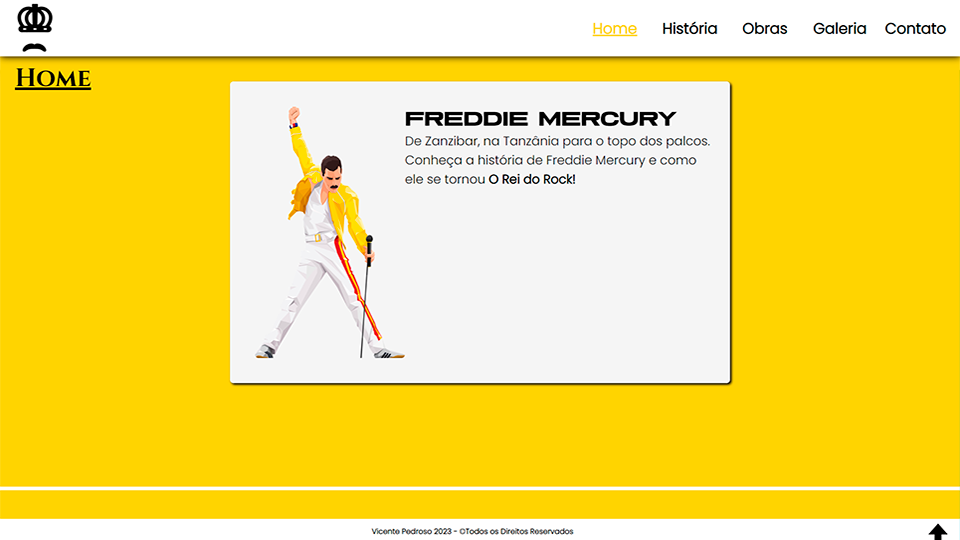 Home História Obras Galeria Contato
Home
FREDDIE MERCURY
De Zanzibar, na Tanzânia para o topo dos palcos.
Conheça a história de Freddie Mercury e como
ele se tornou O Rei do Rock!
Vicente Pedroso 2023 - ©Todos os Direitos Reservados